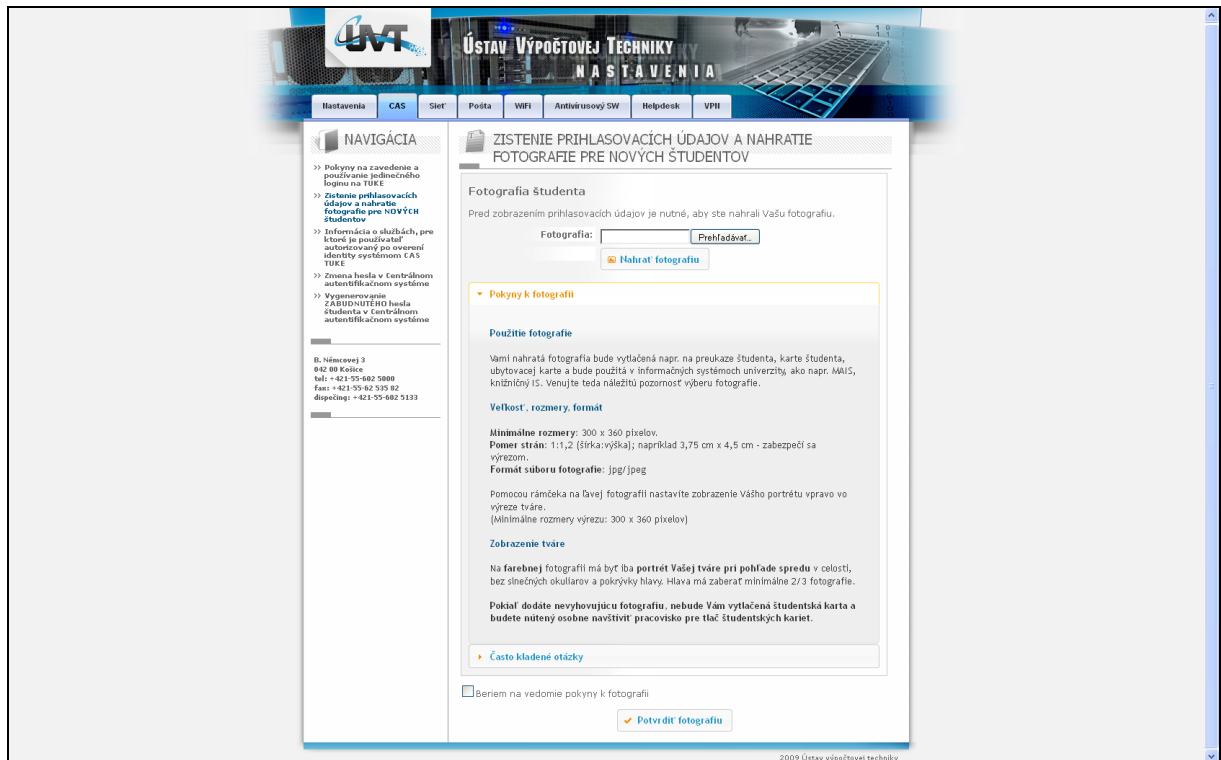 ÚVT
ÚSTAV VÝPOČTOVEJ TECHNIKY
NASTAVENIA
Nastavenia CAS Sieť Pošta WiFi Antivírusový SW Helpdesk VPN
NAVIGÁCIA
>> Pokyny na zavedenie a
používanie jedinečného
loginu na TUKE
>> Zistenie prihlasovacích
údajov a nahratie
fotografie pre NOVÝCH
študentov
>> Informácia o službách, pre
ktoré je používateľ
autorizovaný po overení
identity systémom CAS
TUKE
>> Zmena hesla v Centrálnom
autentifikačnom systéme
>> Vygenerovanie
ZABUDNUTÉHO hesla
študenta v Centrálnom
autentifikačnom systéme
B. Němcovej 3
042 00 Košice
tel: +421-55-602 5000
fax: +421-55-62 535 82
dispečing: +421-55-602 5133
ZISTENIE PRIHLASOVACÍCH ÚDAJOV A NAHRATIE
FOTOGRAFIE PRE NOVÝCH ŠTUDENTOV
Fotografia študenta
Pred zobrazením prihlasovacích údajov je nutné, aby ste nahrali Vašu fotografiu.
Fotografia: Prehľadávať...
Nahrať fotografiu
Pokyny k fotografii
Použitie fotografie
Vami nahratá fotografia bude vytlačená napr. na preukaze študenta, karte študenta,
ubytovacej karte a bude použitá v informačných systémoch univerzity, ako napr. MAIS,
knižničný IS. Venujte teda náležitú pozornosť výberu fotografie.
Veľkosť, rozmery, formát
Minimálne rozmery: 300 x 360 pixelov.
Pomer strán: 1:1,2 (šírka:výška); napríklad 3,75 cm x 4,5 cm - zabezpečí sa
výrezom.
Formát súboru fotografie: jpg/jpeg
Pomocou rámčeka na ľavej fotografii nastavíte zobrazenie Vášho portrétu vpravo vo
výreze tváre.
(Minimálne rozmery výrezu: 300 x 360 pixelov)
Zobrazenie tváre
Na farebnej fotografii má byť iba portrét Vašej tváre pri pohľade spredu v celosti,
bez slnečných okuliarov a pokrývky hlavy. Hlava má zaberať minimálne 2/3 fotografie.
Pokiaľ dodáte nevyhovujúcu fotografiu, nebude Vám vytlačená študentská karta a
budete nútený osobne navštíviť pracovisko pre tlač študentských kariet.
Často kladené otázky
Beriem na vedomie pokyny k fotografii
Potvrdiť fotografiu
2009 Ústav výpočtovej techniky